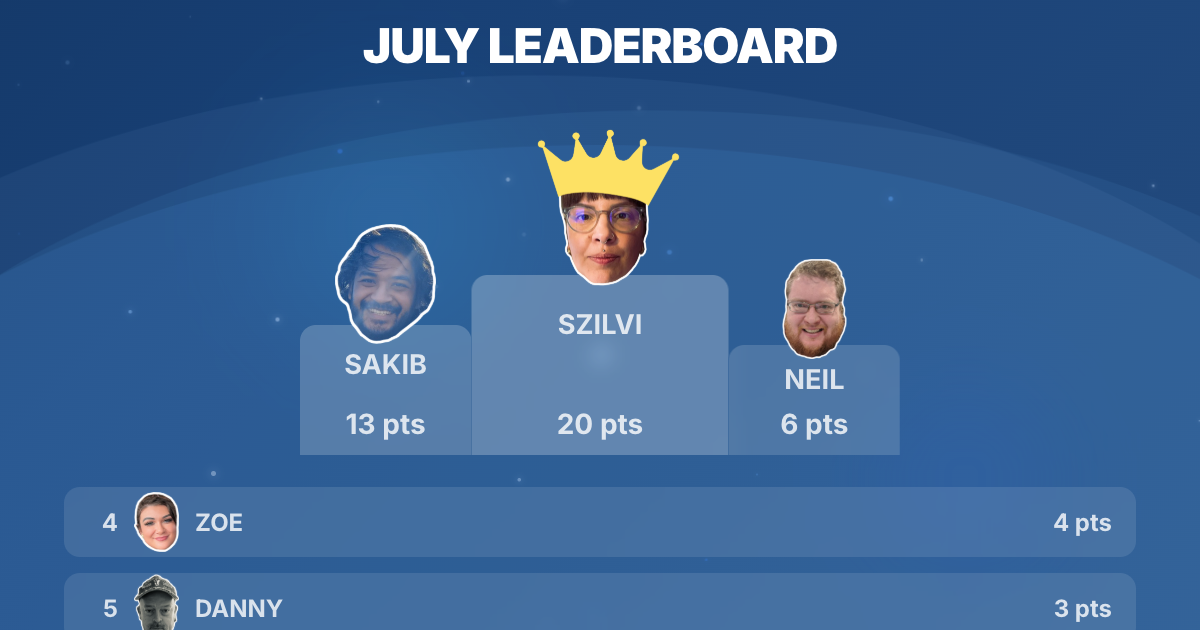 JULY LEADERBOARD
SZILVI
SAKIB
NEIL
13 pts
20 pts
6 pts
4 ZOE 4 pts
5 DANNY 3 pts